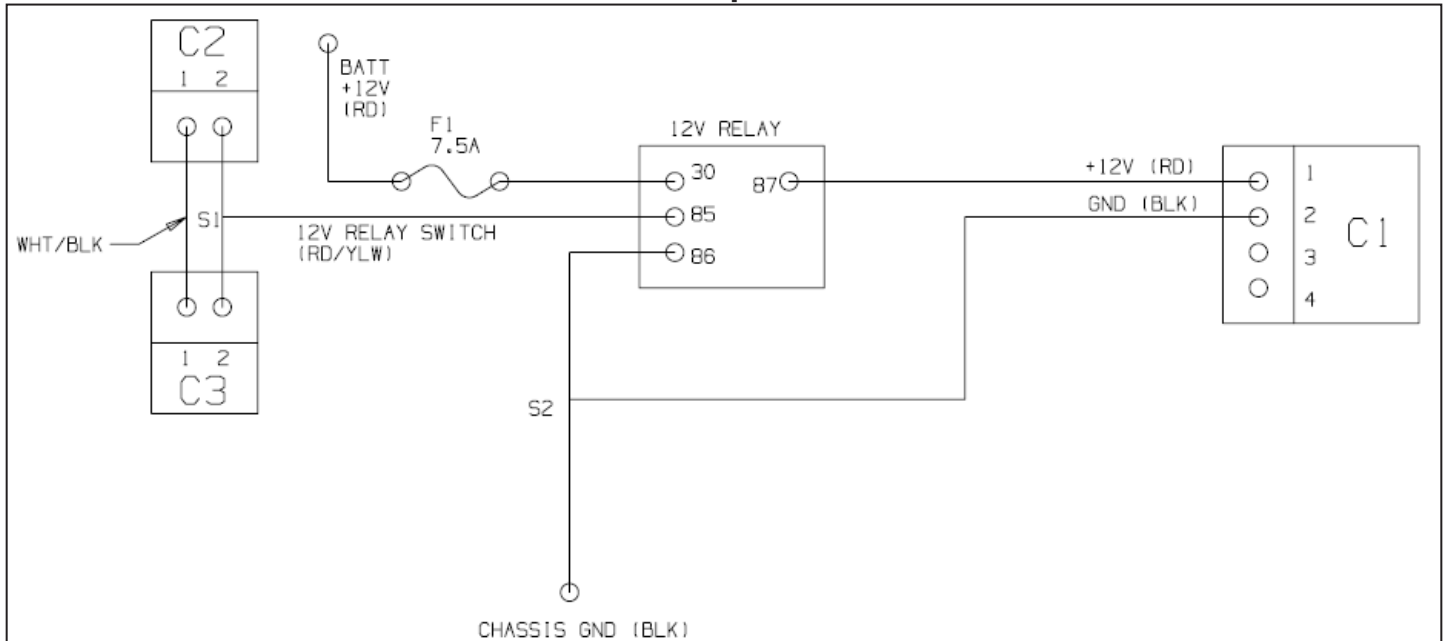 C2
1 2
BATT
+12V
(RD)
F1
7.5A
12V RELAY
30
87
85
86
+12V (RD)
GND (BLK)
1
2
3
4
C1
S1
WHT/BLK
12V RELAY SWITCH
(RD/YLW)
1 2
C3
S2
CHASSIS GND (BLK)